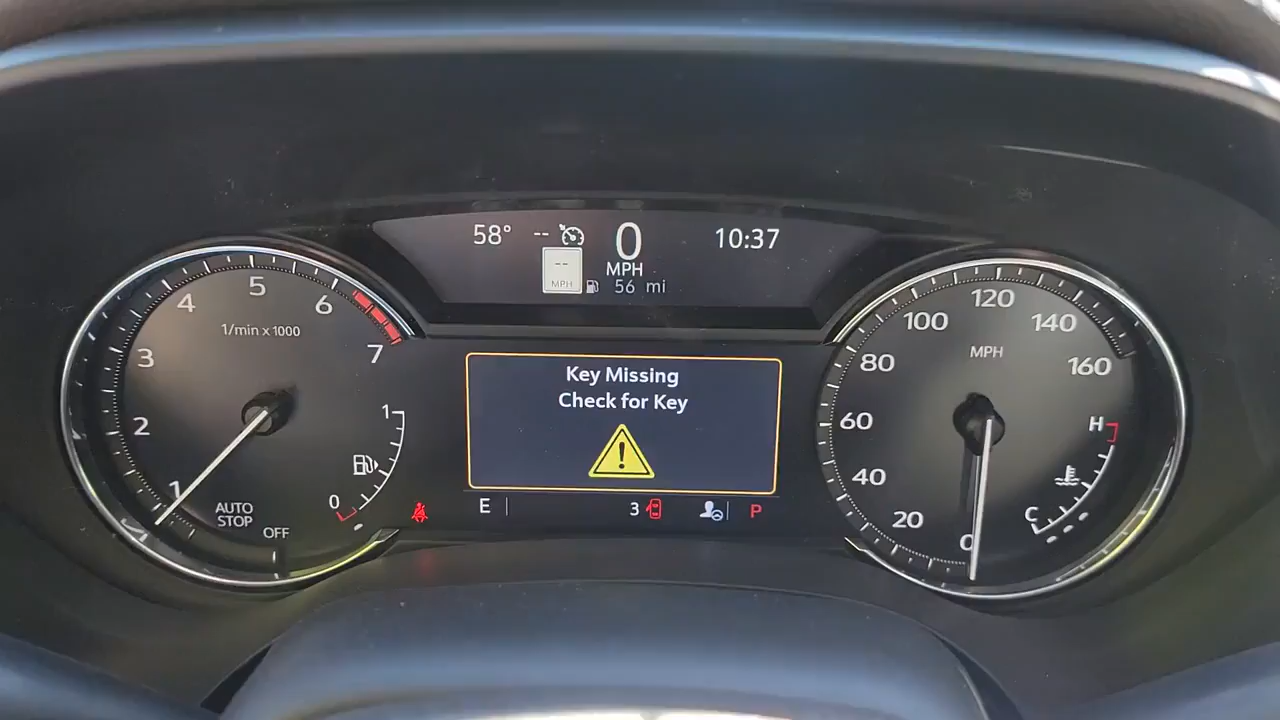 58° -- 0 10:37
--
MPH
MPH
56 mi
1 2 3 4 5 6 7
1/min x 1000
AUTO
STOP
OFF
1
0
Key Missing
Check for Key
!
E
3
P
0 20 40 60 80 100 120 140 160
MPH
H
C